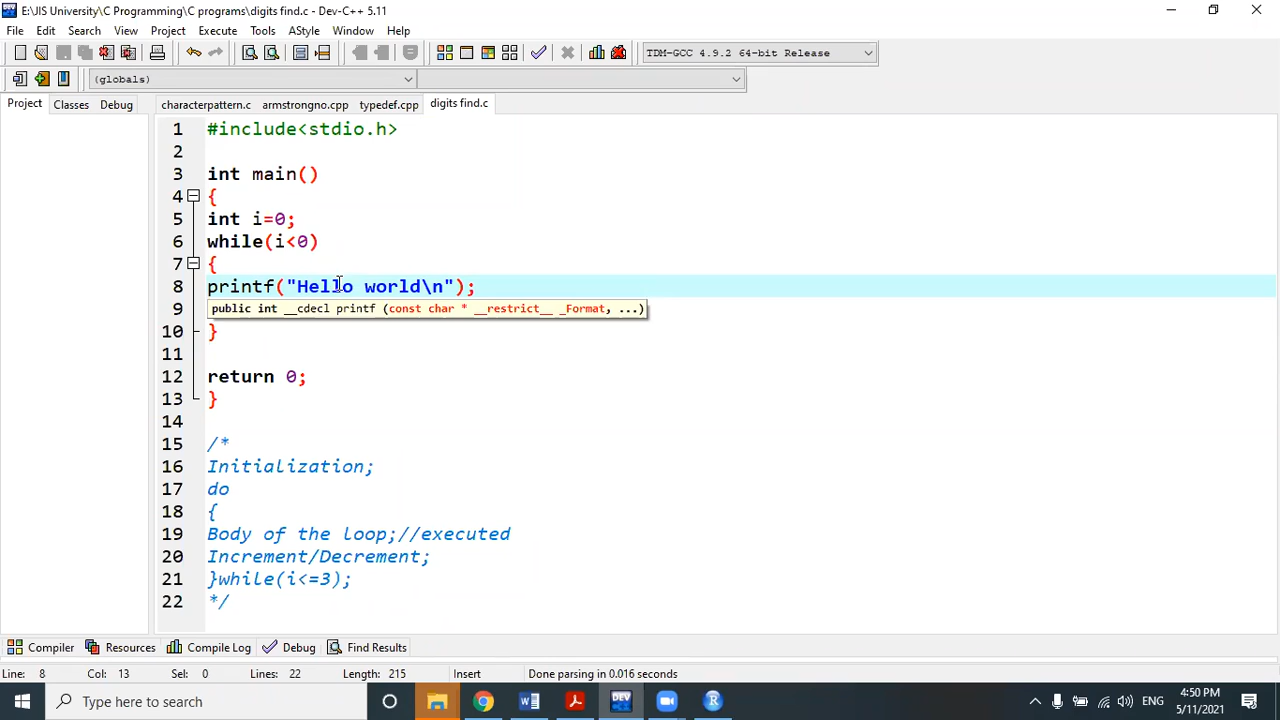 E:\JIS University\C Programming\C programs\digits find.c - Dev-C++ 5.11
File Edit Search View Project Execute Tools AStyle Window Help
TDM-GCC 4.9.2 64-bit Release
(globals)
Project Classes Debug characterpattern.c armstrongno.cpp typedef.cpp digits find.c
1 #include<stdio.h>
2
3 int main()
4 {
5 int i=0;
6 while(i<0)
7 {
8 printf("Hello world\n");
9 public int __cdecl printf (const char * __restrict__ _Format, ...)
10 }
11
12 return 0;
13 }
14
15 /*
16 Initialization;
17 do
18 {
19 Body of the loop;//executed
20 Increment/Decrement;
21 }while(i<=3);
22 */
Compiler Resources Compile Log Debug Find Results
Line: 8 Col: 13 Sel: 0 Lines: 22 Length: 215 Insert Done parsing in 0.016 seconds
Type here to search DEV W R ENG 4:50 PM
5/11/2021